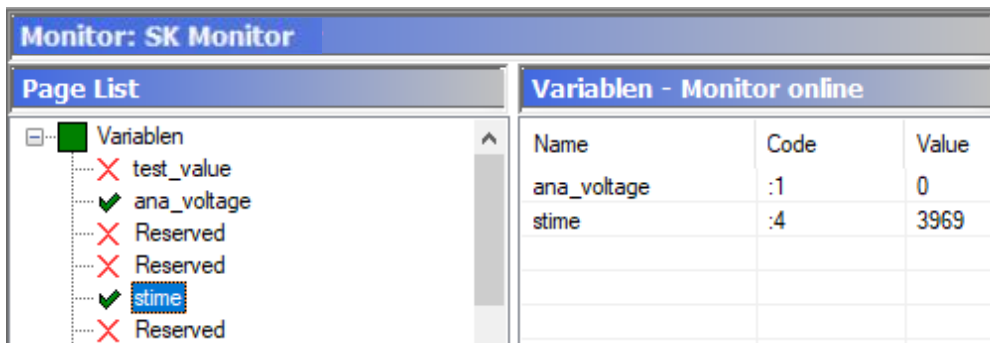 Monitor: SK Monitor
Page List
Variablen
test_value
ana_voltage
Reserved
Reserved
stime
Reserved
Variablen - Monitor online
Name Code Value
ana_voltage :1 0
stime :4 3969